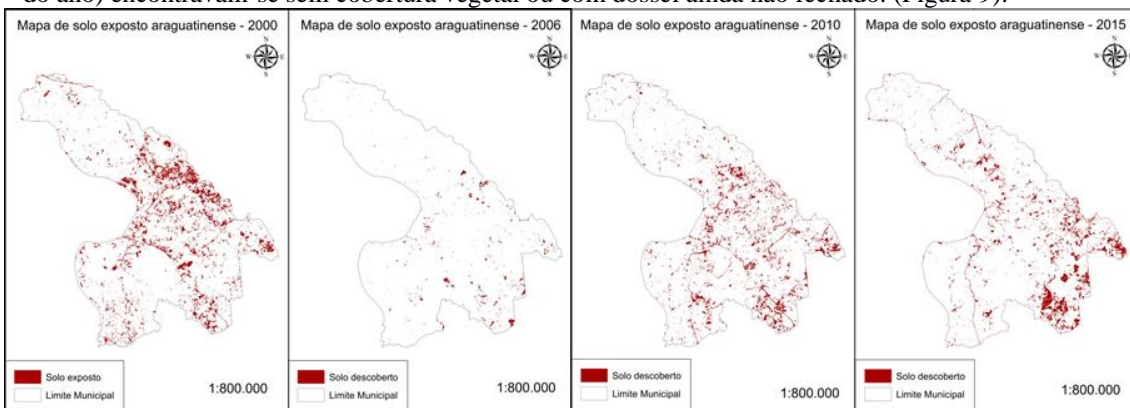 do ano) encontravam-se sem cobertura vegetal ou com dossel ainda não fechado. (Figura 9).
Mapa de solo exposto araguatinense - 2000
N
W E
S
Solo exposto
Limite Municipal
1:800.000
Mapa de solo exposto araguatinense - 2006
N
W E
S
Solo descoberto
Limite Municipal
1:800.000
Mapa de solo exposto araguatinense - 2010
N
W E
S
Solo descoberto
Limite Municipal
1:800.000
Mapa de solo exposto araguatinense - 2015
N
W E
S
Solo descoberto
Limite Municipal
1:800.000